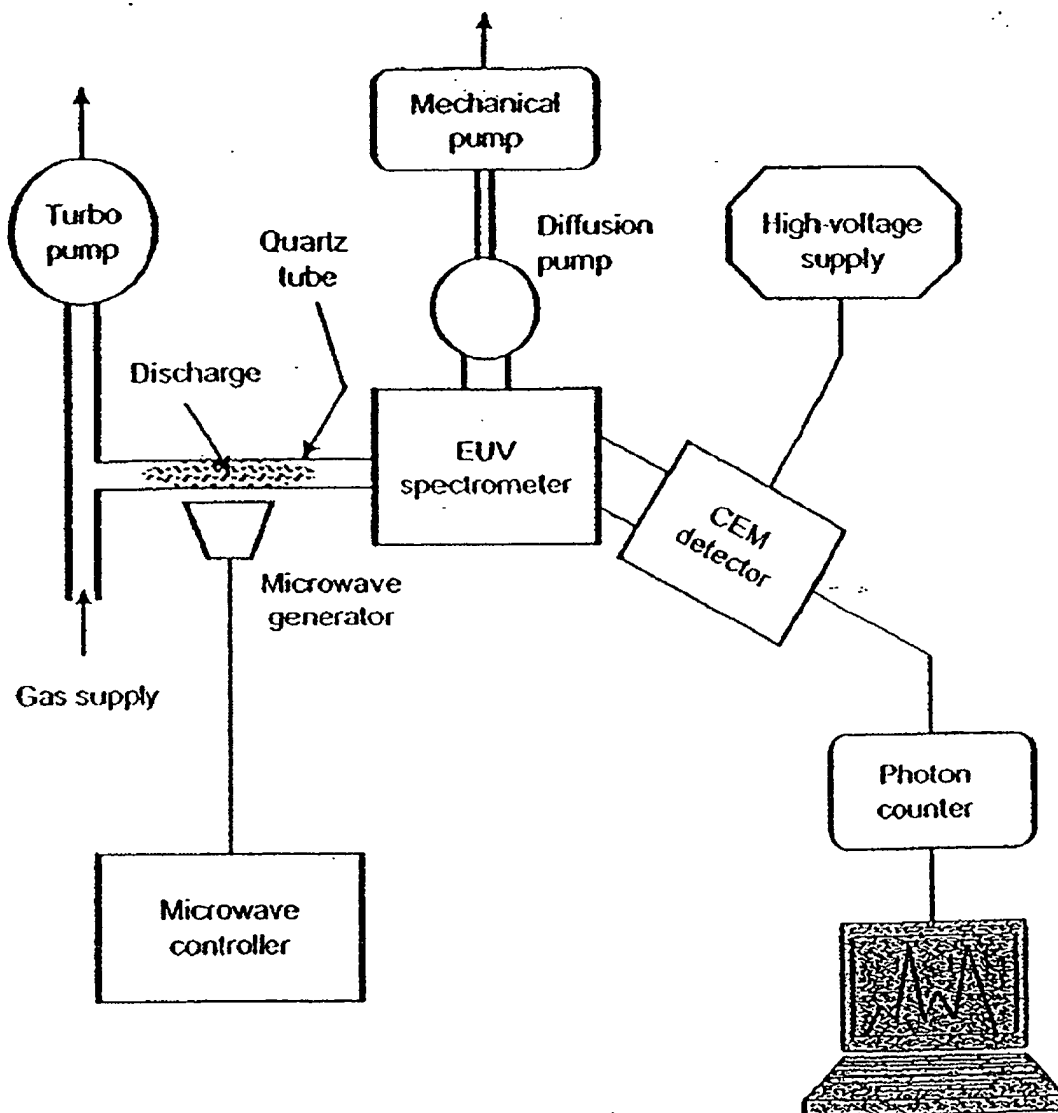 Mechanical
pump
Turbo
pump
Quartz
tube
Diffusion
pump
High-voltage
supply
Discharge
EUV
spectrometer
CEM
detector
Microwave
generator
Gas supply
Photon
counter
Microwave
controller